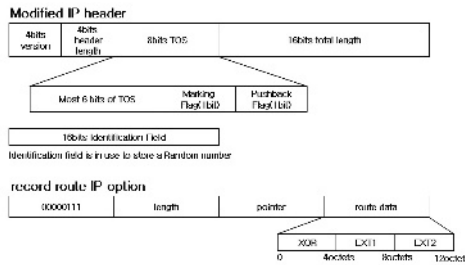 Modified IP header
4bits version
4bits header length
8bits TOS
16bits total length
Most 6 bits of TOS
Marking Flag(1bit)
Pushback Flag(1bit)
16bits Identification Field
Identification field is in use to store a Random number
record route IP option
00000111
length
pointer
route data
XOR
EXT1
EXT2
0
4octets
8octets
12octet